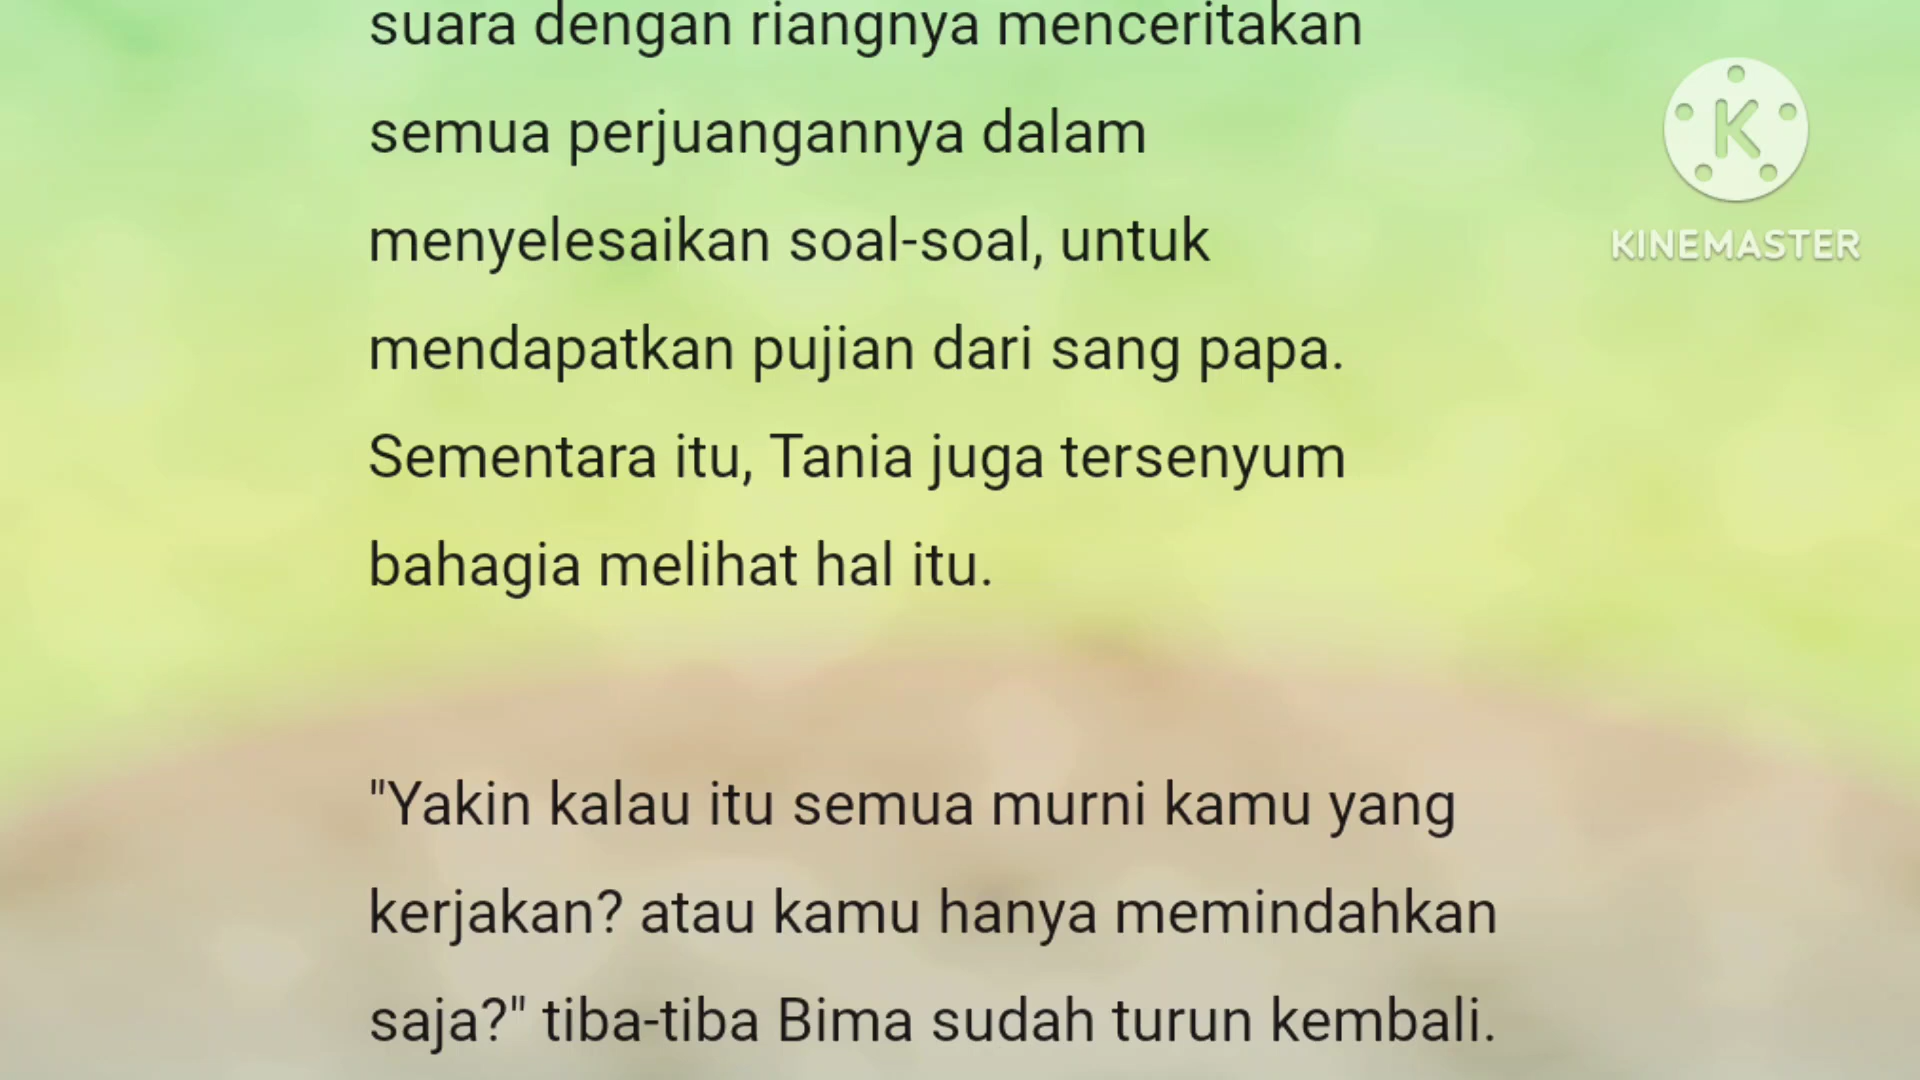 suara dengan riangnya menceritakan
semua perjuangannya dalam
menyelesaikan soal-soal, untuk
mendapatkan pujian dari sang papa.
Sementara itu, Tania juga tersenyum
bahagia melihat hal itu.
"Yakin kalau itu semua murni kamu yang
kerjakan? atau kamu hanya memindahkan
saja?" tiba-tiba Bima sudah turun kembali.
K
KINEMASTER